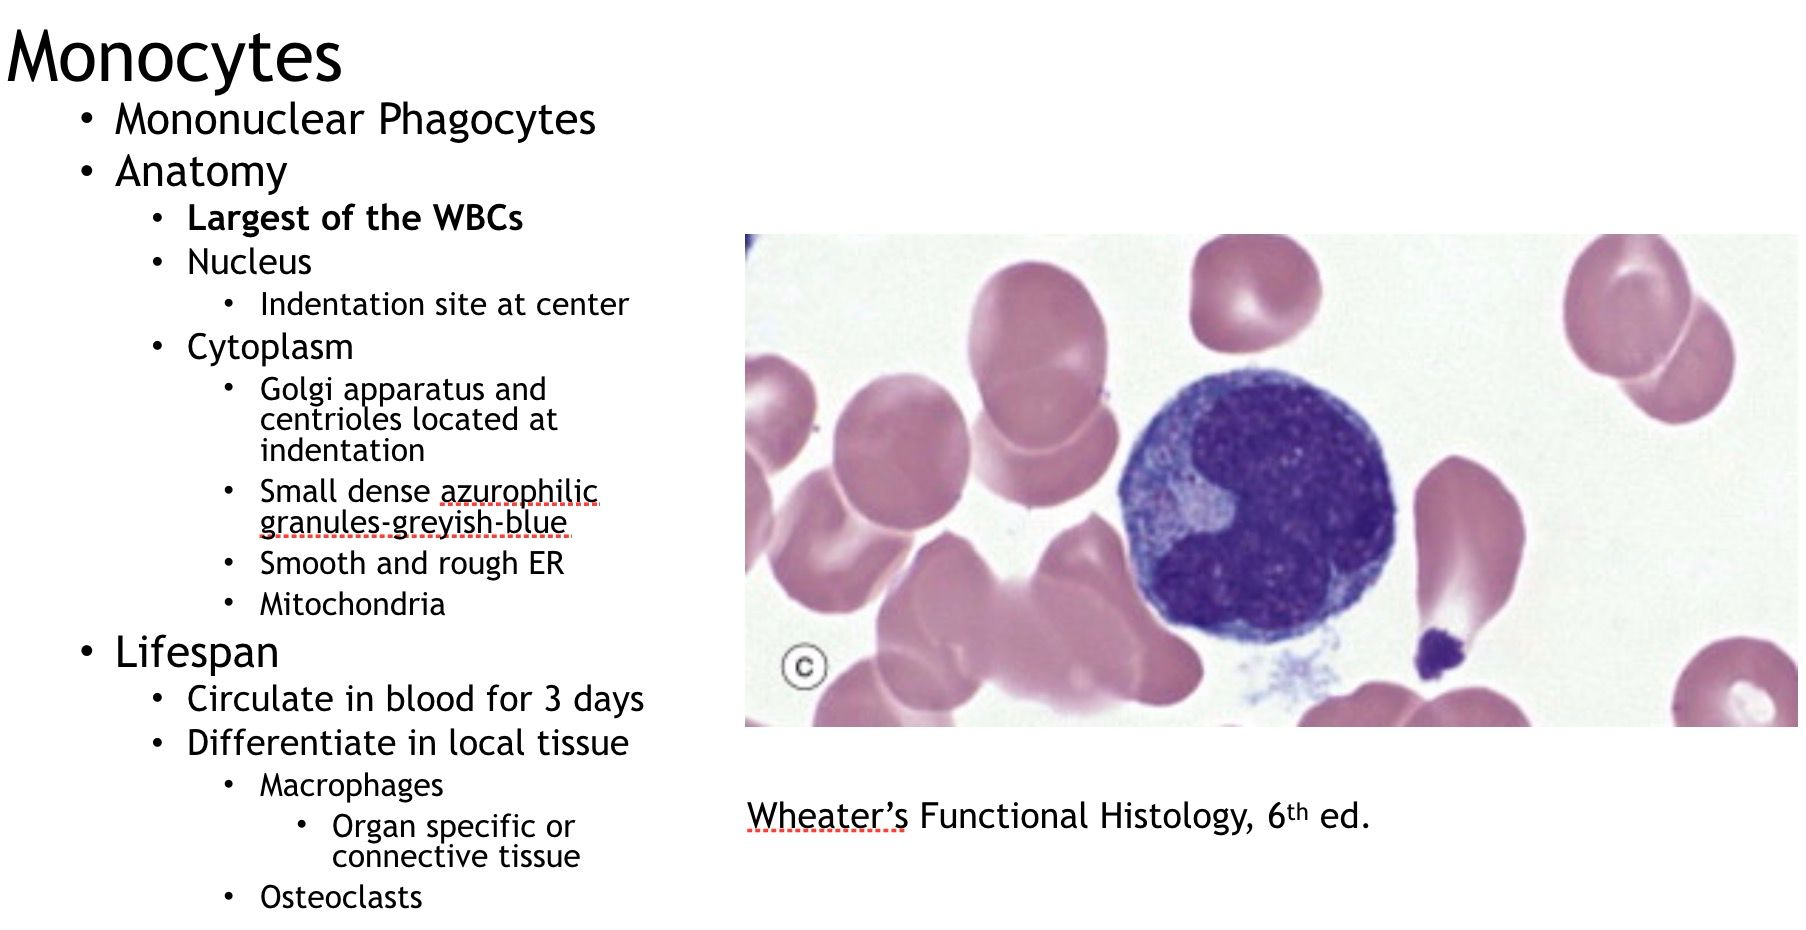 Monocytes
• Mononuclear Phagocytes
• Anatomy
• Largest of the WBCs
• Nucleus
• Indentation site at center
• Cytoplasm
• Golgi apparatus and
centrioles located at
indentation
• Small dense azurophilic
granules-greyish-blue
• Smooth and rough ER
• Mitochondria
• Lifespan
• Circulate in blood for 3 days
• Differentiate in local tissue
• Macrophages
• Organ specific or
connective tissue
• Osteoclasts
C
Wheater’s Functional Histology, 6th ed.